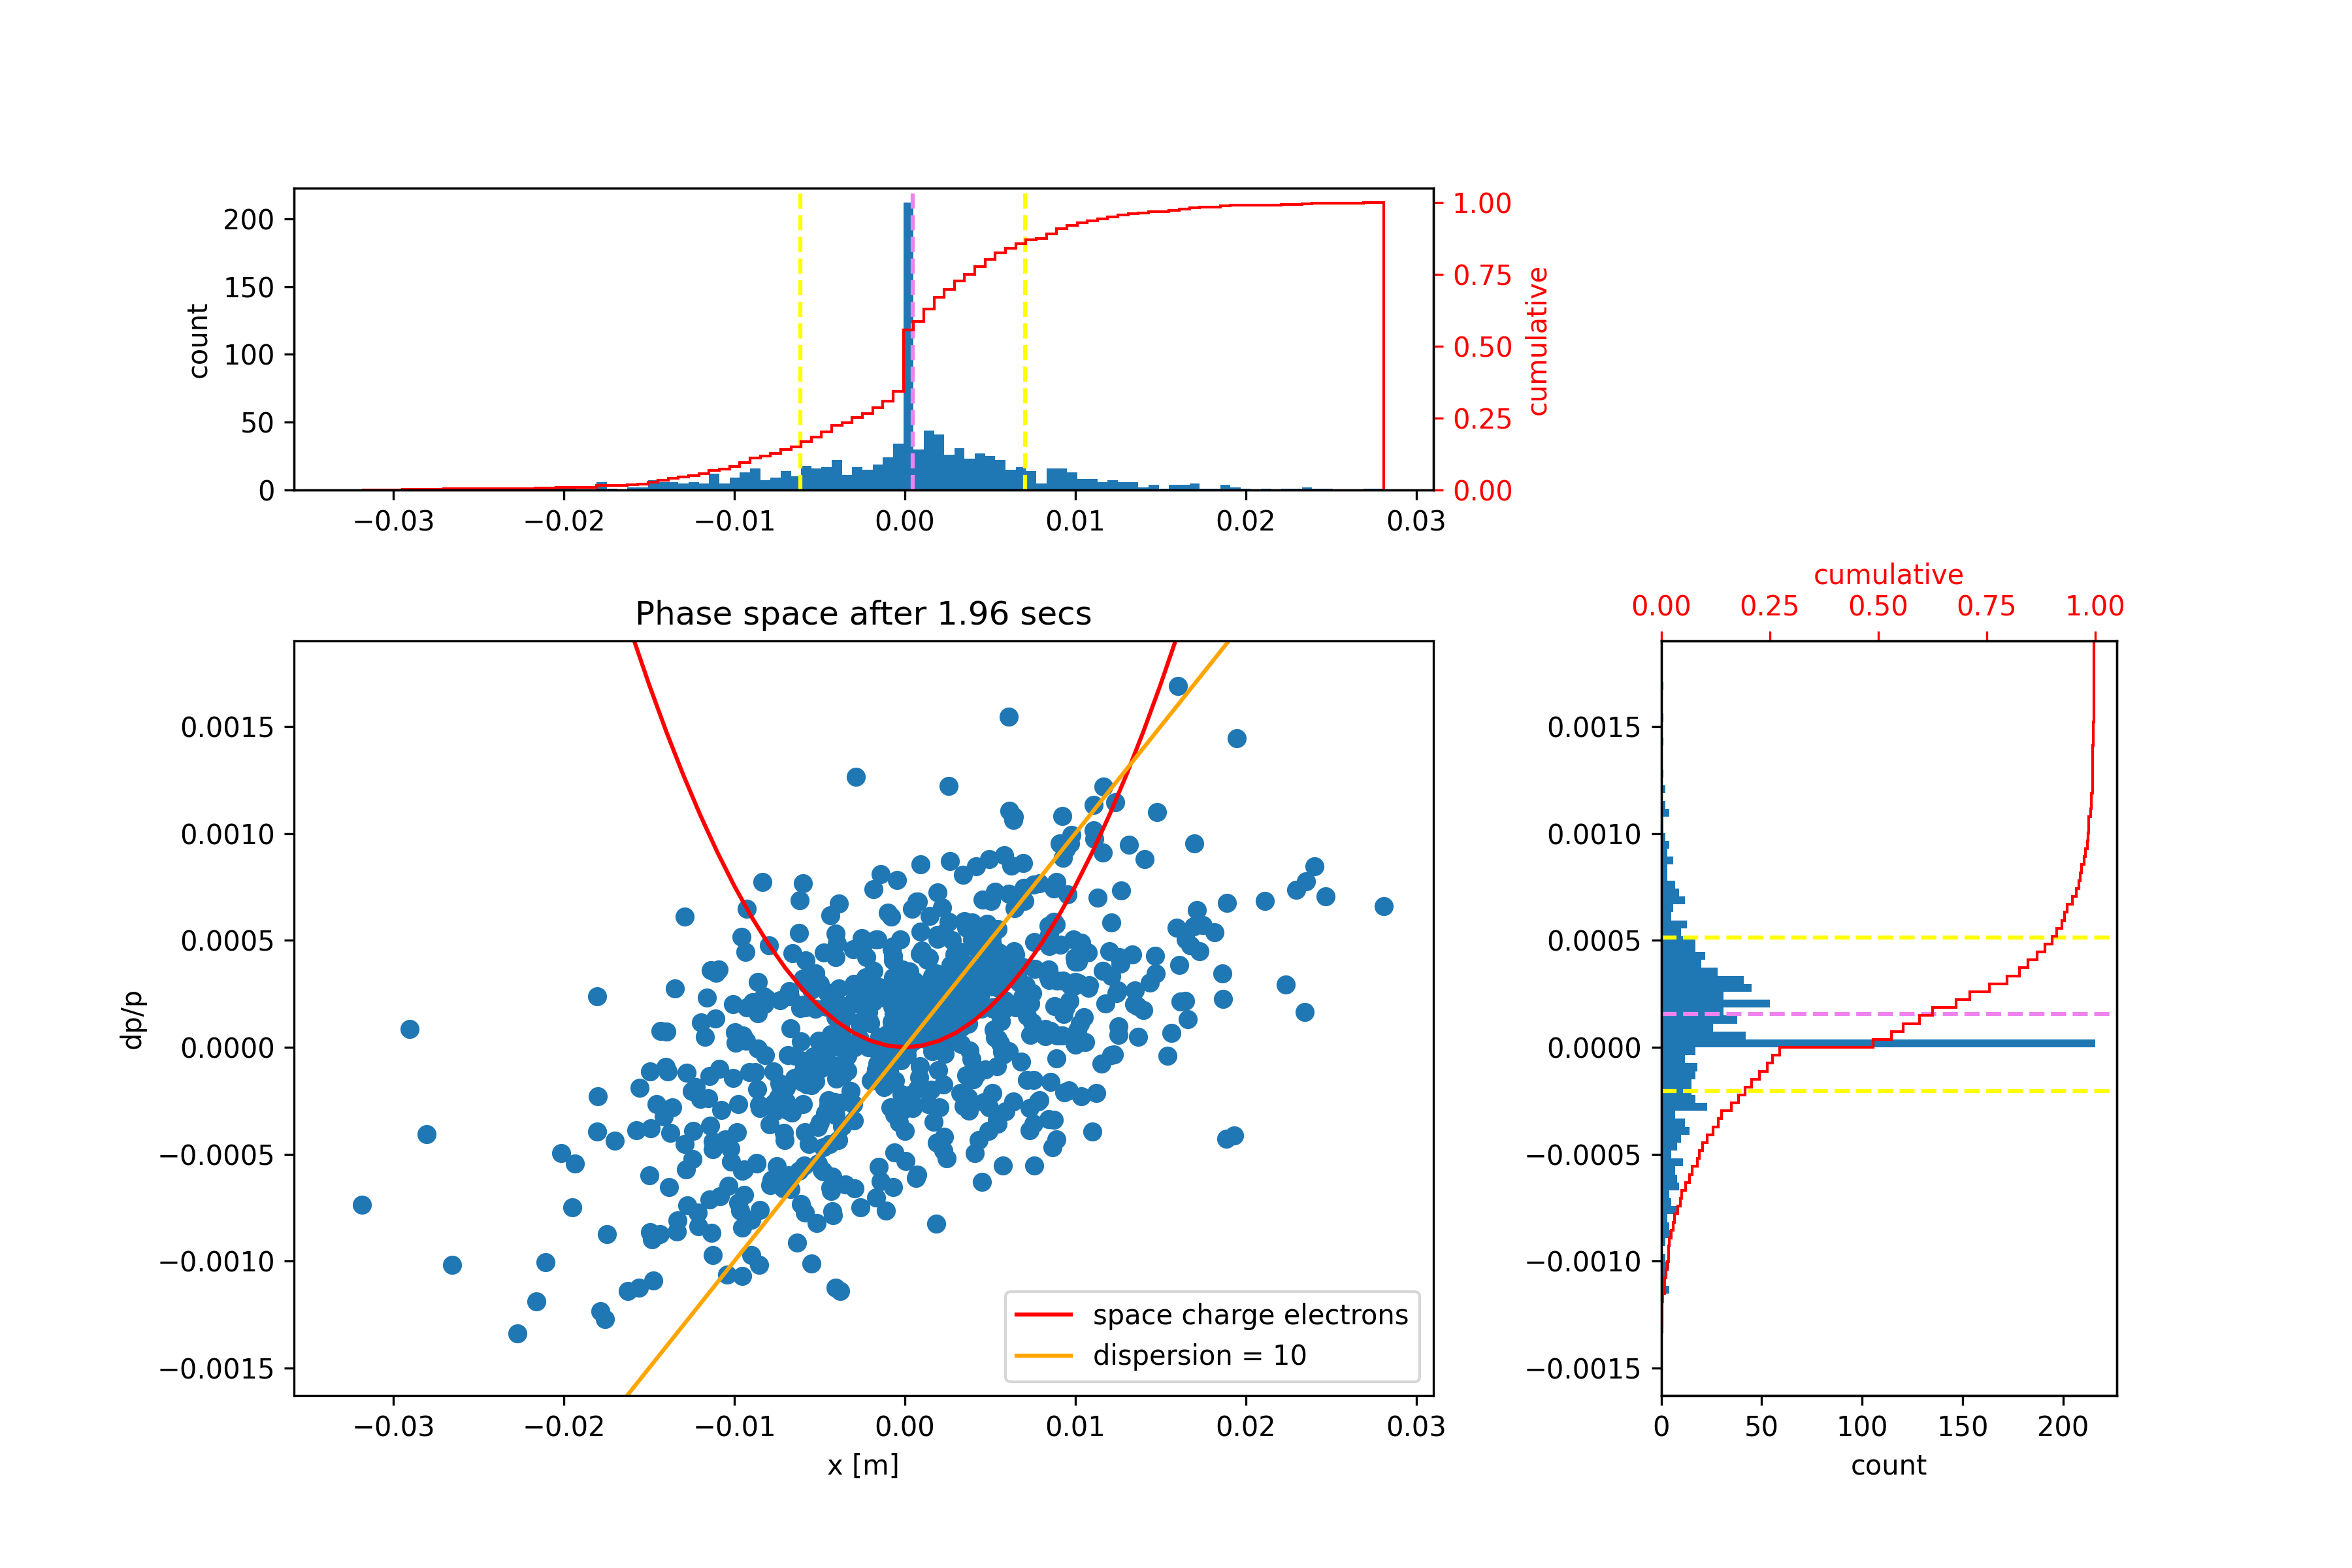 200
150
100
50
0
count
1.00
0.75
0.50
0.25
0.00
cumulative
−0.03 −0.02 −0.01 0.00 0.01 0.02 0.03
Phase space after 1.96 secs
0.0015
0.0010
0.0005
0.0000
−0.0005
−0.0010
−0.0015
dp/p
space charge electrons
dispersion = 10
−0.03 −0.02 −0.01 0.00 0.01 0.02 0.03
x [m]
cumulative
0.00 0.25 0.50 0.75 1.00
0.0015
0.0010
0.0005
0.0000
−0.0005
−0.0010
−0.0015
0 50 100 150 200
count